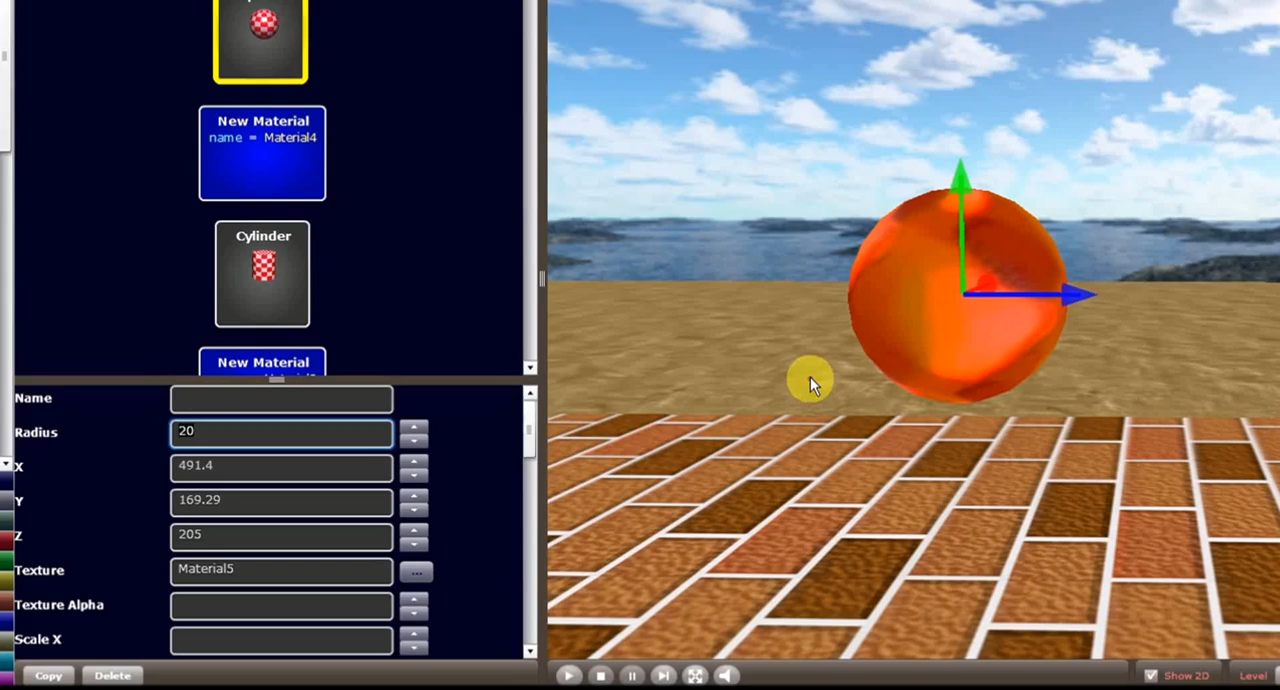 New Material
name = Material4
Cylinder
New Material
Name
Radius
20
X
491.4
Y
169.29
Z
205
Texture
Material5
...
Texture Alpha
Scale X
Copy
Delete
Show 2D
Level